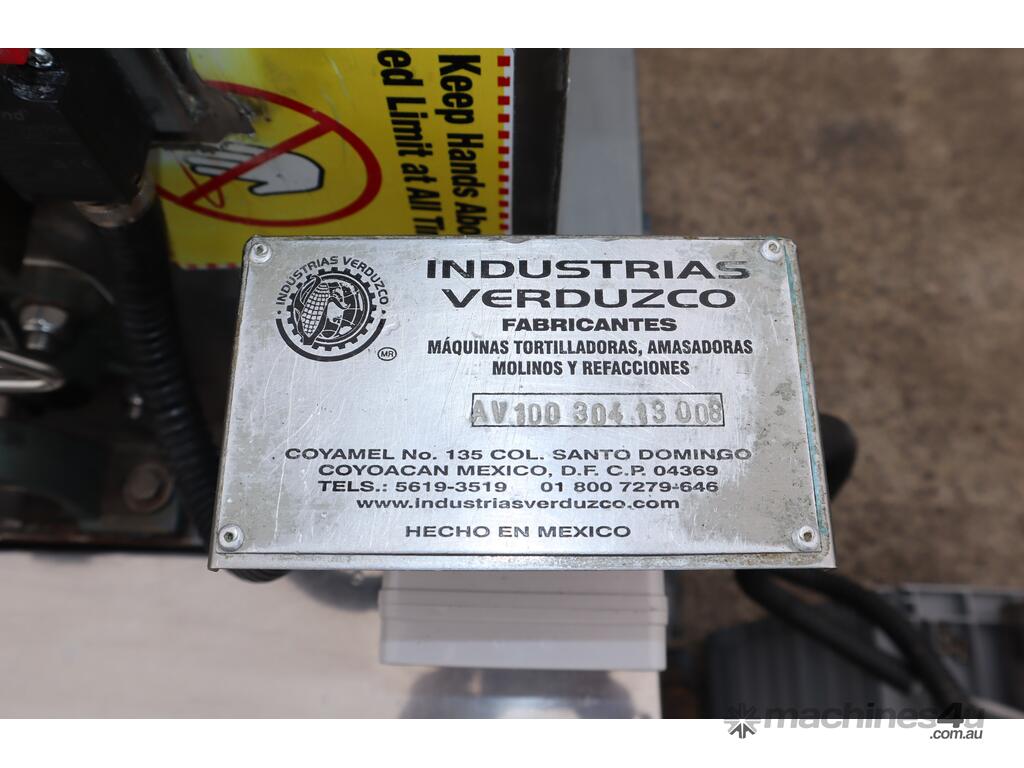 Keep Hands
ed Limit at All
INDUSTRIAS VERDUZCO
MR
INDUSTRIAS
VERDUZCO
FABRICANTES
MÁQUINAS TORTILLADORAS, AMASADORAS
MOLINOS Y REFACCIONES
AV100 304 13 008
COYAMEL No. 135 COL. SANTO DOMINGO
COYOACAN MEXICO, D.F. C.P. 04369
TELS.: 5619-3519 01 800 7279-646
www.industriasverduzco.com
HECHO EN MEXICO
machines4u
.com.au